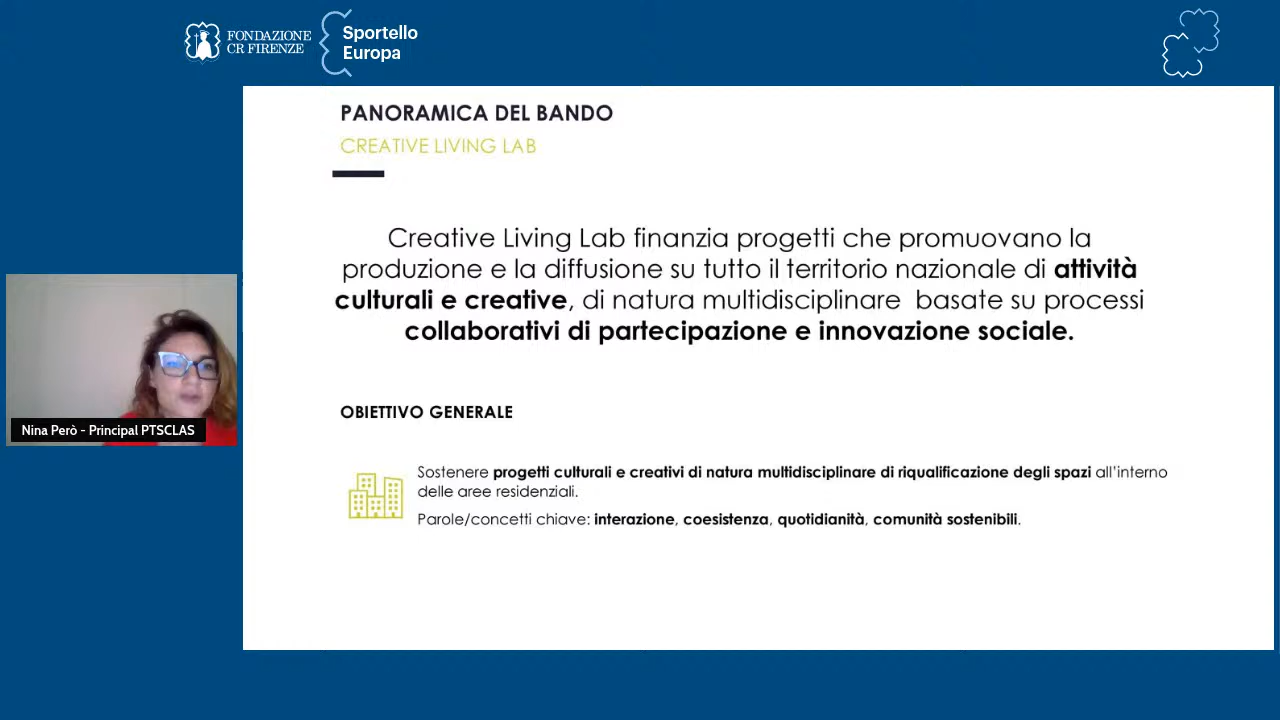 FONDAZIONE
CR FIRENZE
Sportello
Europa
PANORAMICA DEL BANDO
CREATIVE LIVING LAB
Creative Living Lab finanzia progetti che promuovano la
produzione e la diffusione su tutto il territorio nazionale di attività
culturali e creative, di natura multidisciplinare basate su processi
collaborativi di partecipazione e innovazione sociale.
OBIETTIVO GENERALE
Sostenere progetti culturali e creativi di natura multidisciplinare di riqualificazione degli spazi all'interno
delle aree residenziali.
Parole/concetti chiave: interazione, coesistenza, quotidianità, comunità sostenibili.
Nina Però - Principal PTSCLAS